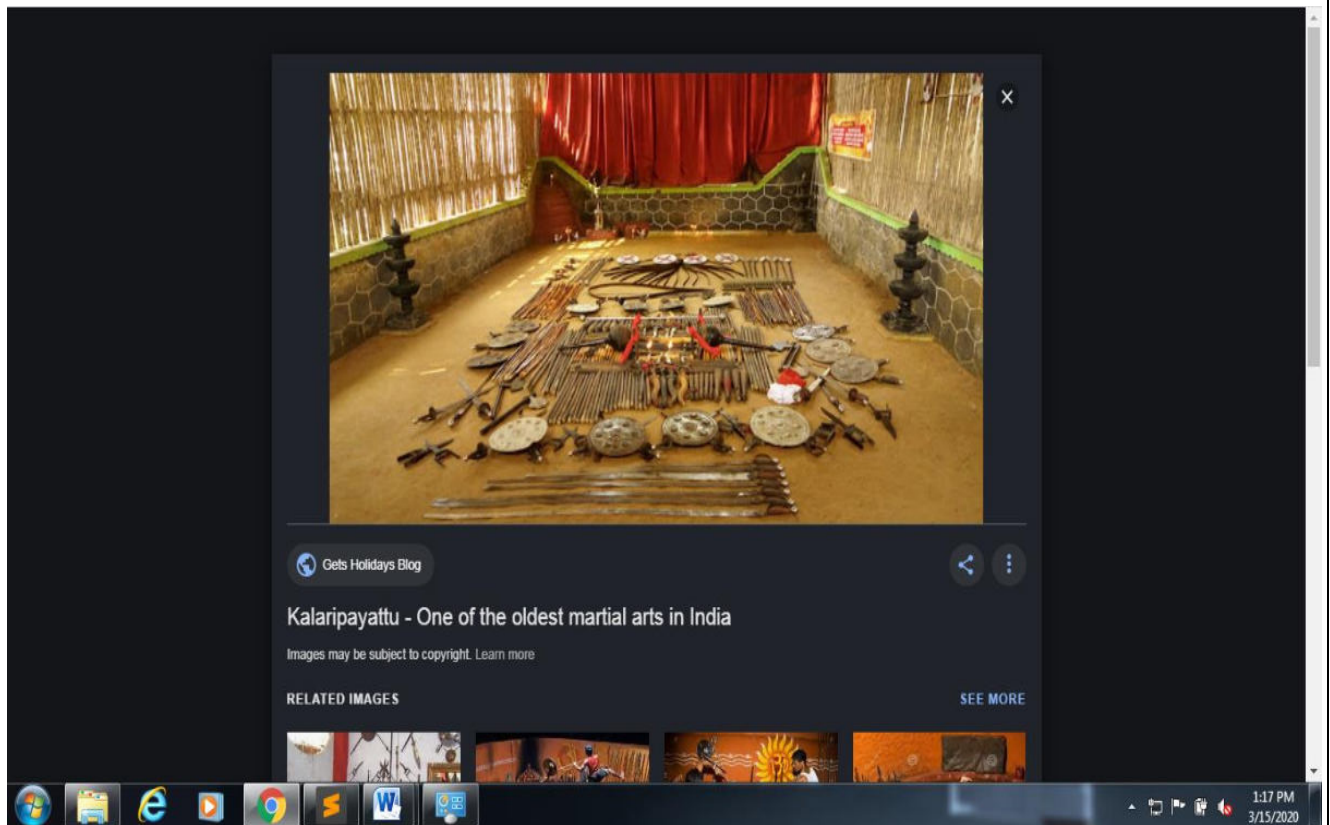 Gets Holidays Blog
Kalaripayattu - One of the oldest martial arts in India
Images may be subject to copyright. Learn more
RELATED IMAGES
SEE MORE
1:17 PM
3/15/2020